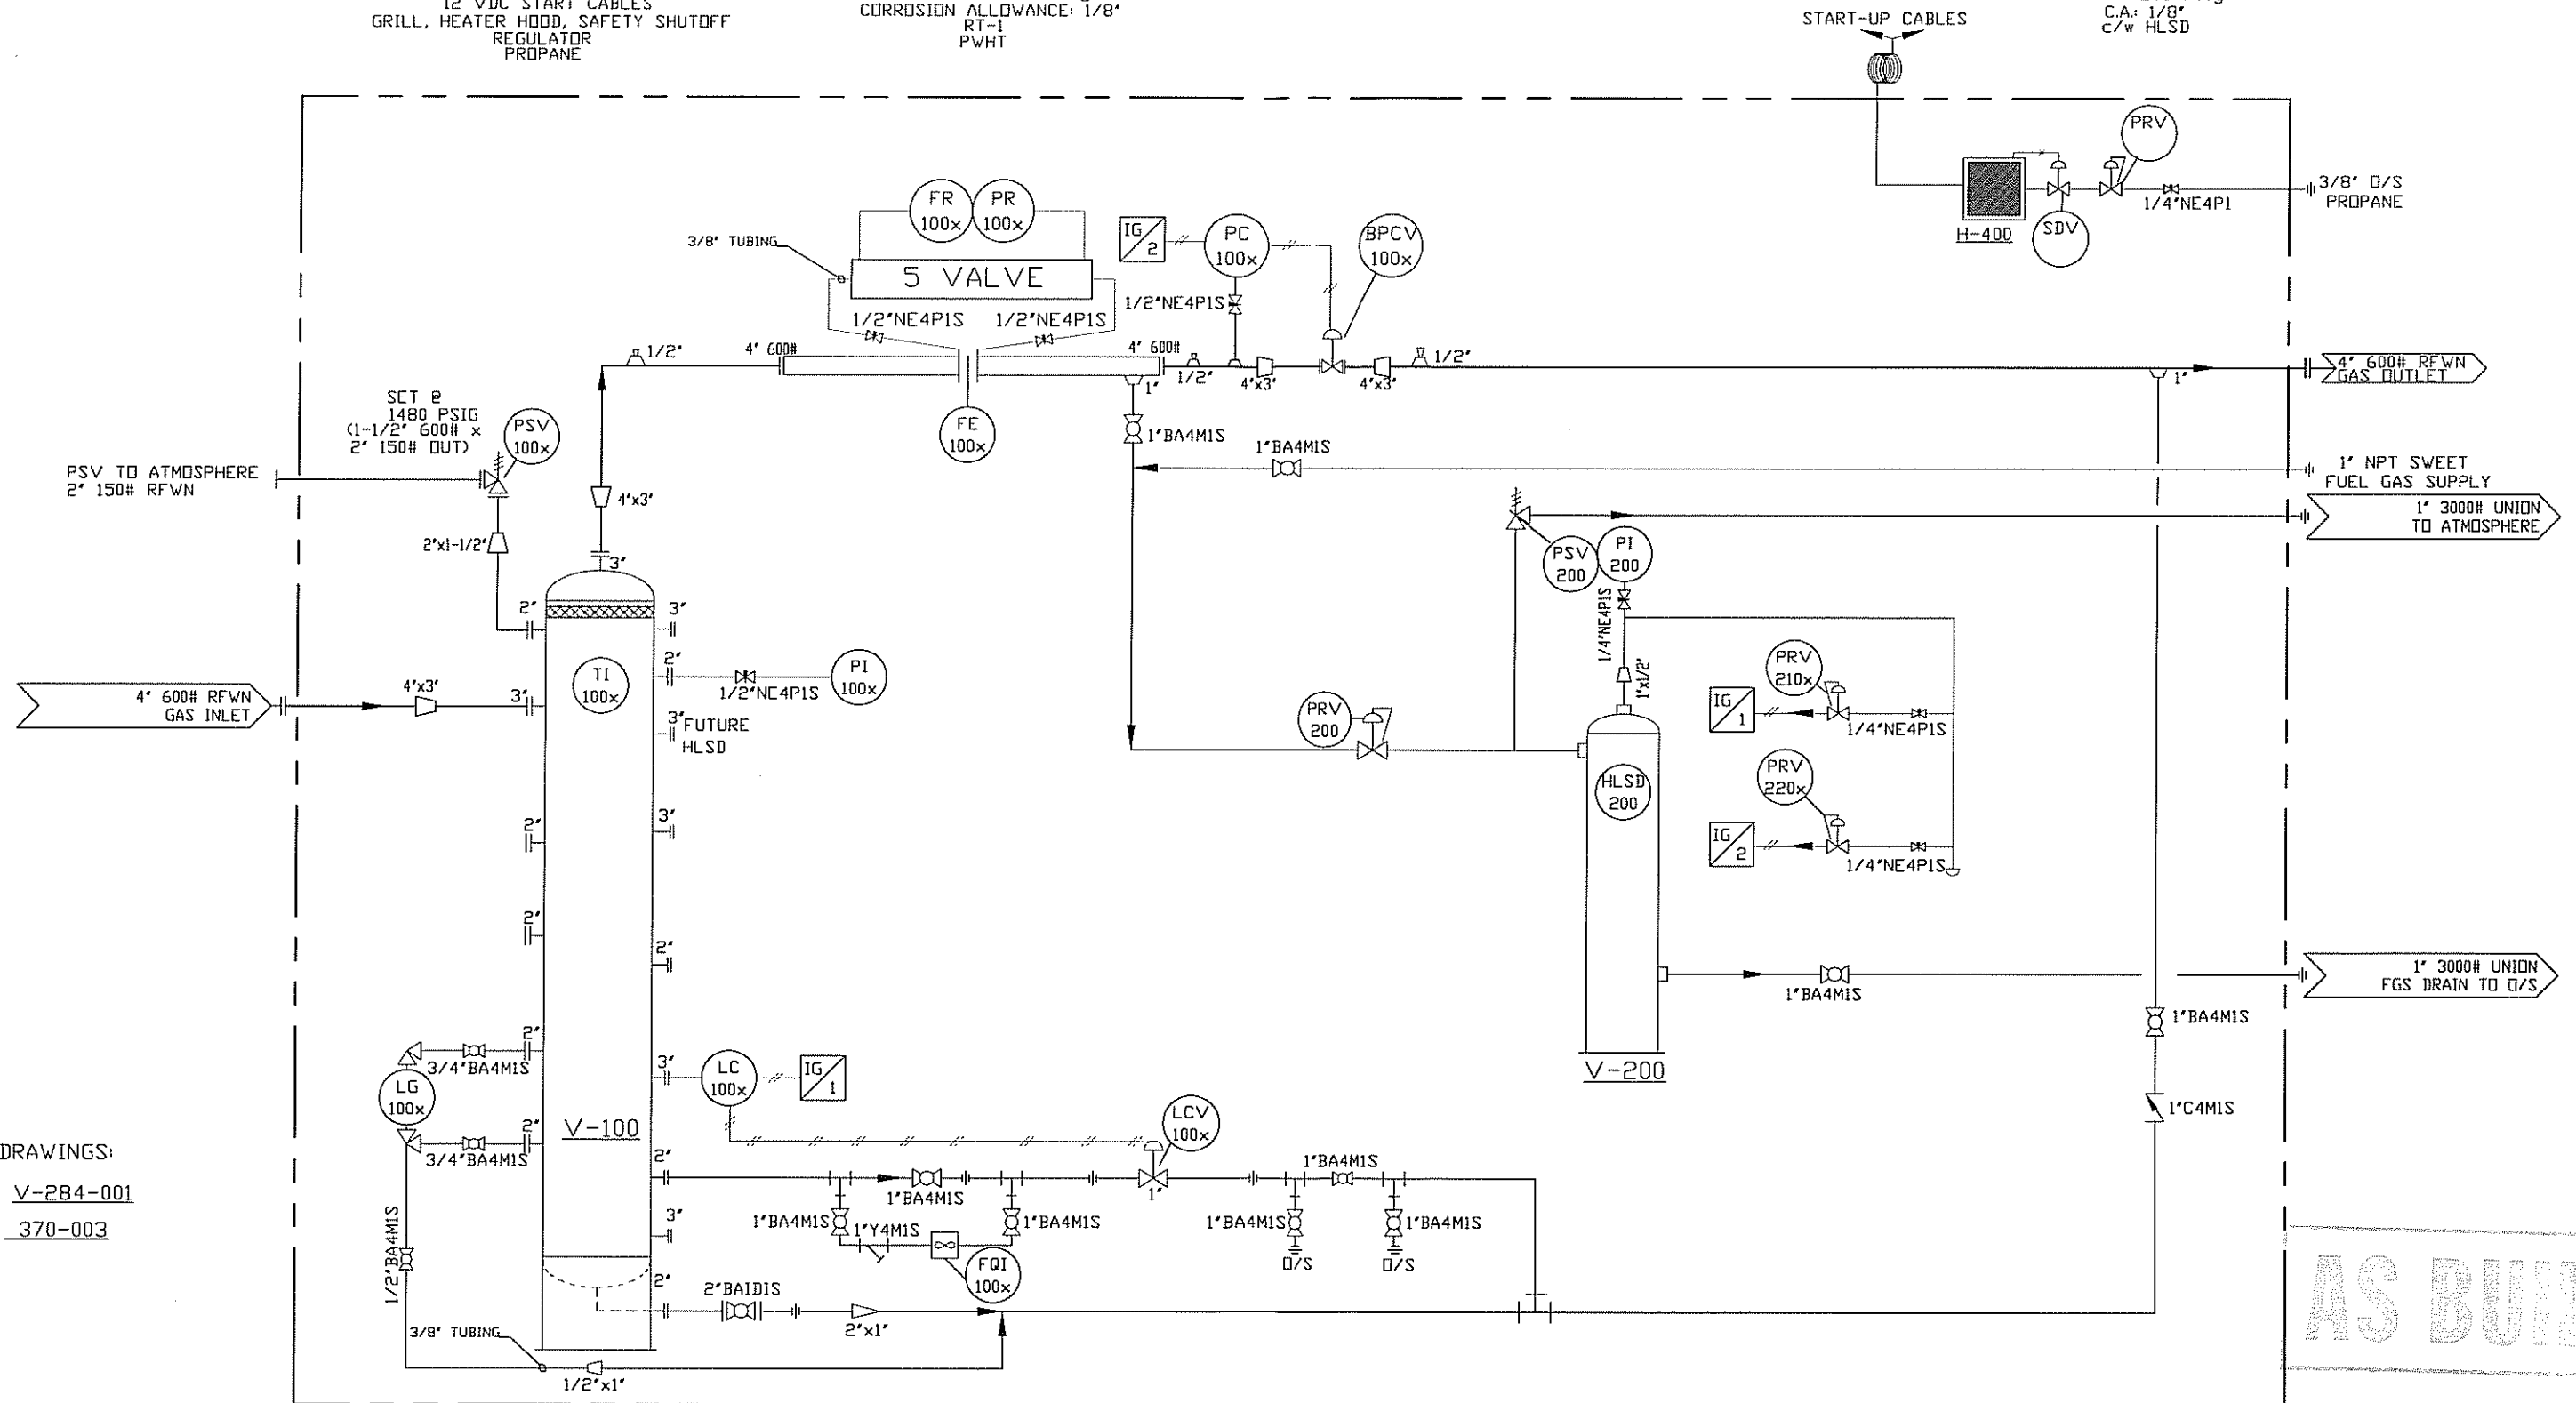 12 VDC START CABLES
GRILL, HEATER HOOD, SAFETY SHUTOFF
REGULATOR
PROPANE
CORROSION ALLOWANCE: 1/8"
RT-1
PWHT
START-UP CABLES
C.A.: 1/8"
c/w HLSD
PRV
3/8" O/S
PROPANE
1/4"NE4P1
H-400
SDV
FR
100x
PR
100x
3/8" TUBING
5 VALVE
IG
2
PC
100x
BPCV
100x
1/2"NE4P1S
1/2"NE4P1S
1/2"NE4P1S
1/2"
4" 600#
4" 600#
1/2"
4"x3"
4"x3"
1/2"
1"
1"
4" 600# RFWN
GAS OUTLET
SET @
1480 PSIG
(1-1/2" 600# x
2" 150# OUT)
PSV
100x
FE
100x
1"BA4M1S
1"BA4M1S
PSV TO ATMOSPHERE
2" 150# RFWN
1" NPT SWEET
FUEL GAS SUPPLY
4"x3"
2"x1-1/2"
3"
1" 3000# UNION
TO ATMOSPHERE
PSV
200
PI
200
1/4"NE4P1S
1"x1/2"
2"
3"
TI
100x
2"
1/2"NE4P1S
PI
100x
4" 600# RFWN
GAS INLET
4"x3"
3"
3"
FUTURE
HLSD
PRV
200
PRV
210x
IG
1
1/4"NE4P1S
HLSD
200
PRV
220x
IG
2
1/4"NE4P1S
2"
3"
2"
2"
1"BA4M1S
1" 3000# UNION
FGS DRAIN TO O/S
1"BA4M1S
V-200
2"
3/4"BA4M1S
LG
100x
3"
LC
100x
IG
1
1"C4M1S
V-100
2"
3/4"BA4M1S
LCV
100x
2"
1"BA4M1S
1"
1"BA4M1S
DRAWINGS:
V-284-001
370-003
1"BA4M1S
1"Y4M1S
1"BA4M1S
1"BA4M1S
1"BA4M1S
3"
FQI
100x
O/S
O/S
1/2"BA4M1S
2"
2"BAIDIS
2"x1"
3/8" TUBING
1/2"x1"
AS